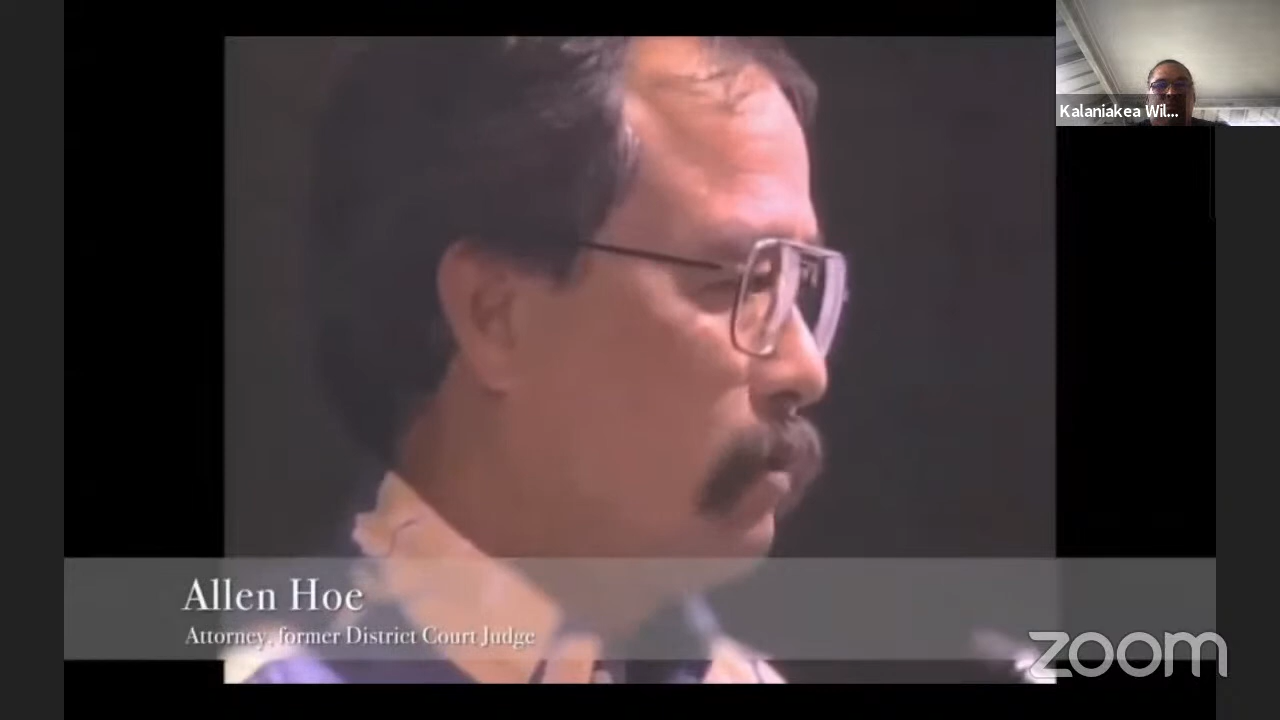 Kalaniakea Wil...
Allen Hoe
Attorney, former District Court Judge
zoom